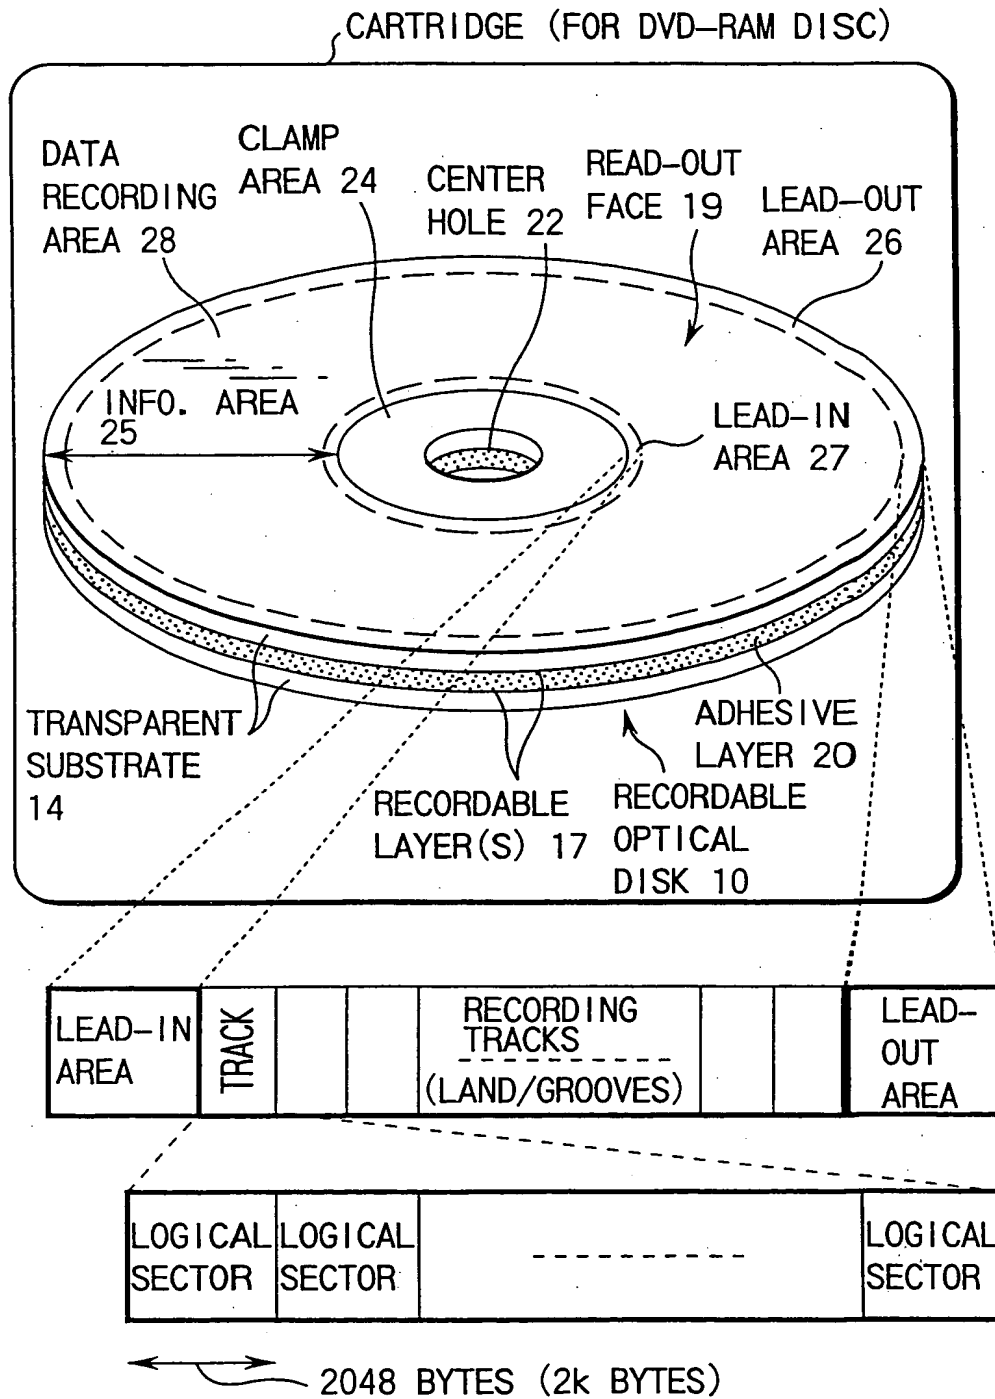 CARTRIDGE (FOR DVD-RAM DISC)
DATA
RECORDING
AREA 28
CLAMP
AREA 24
CENTER
HOLE 22
READ-OUT
FACE 19
LEAD-OUT
AREA 26
INFO. AREA
25
LEAD-IN
AREA 27
TRANSPARENT
SUBSTRATE
14
RECORDABLE
LAYER(S) 17
ADHESIVE
LAYER 20
RECORDABLE
OPTICAL
DISK 10
LEAD-IN
AREA
TRACK
RECORDING
TRACKS
(LAND/GROOVES)
LEAD-
OUT
AREA
LOGICAL
SECTOR
LOGICAL
SECTOR
LOGICAL
SECTOR
2048 BYTES (2k BYTES)